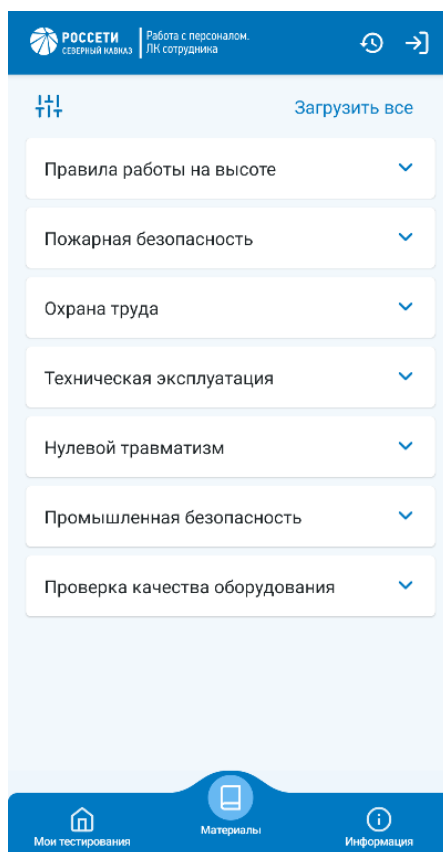 РОССЕТИ
СЕВЕРНЫЙ КАВКАЗ
Работа с персоналом.
ЛК сотрудника
Загрузить все
Правила работы на высоте
Пожарная безопасность
Охрана труда
Техническая эксплуатация
Нулевой травматизм
Промышленная безопасность
Проверка качества оборудования
Мои тестирования
Материалы
Информация